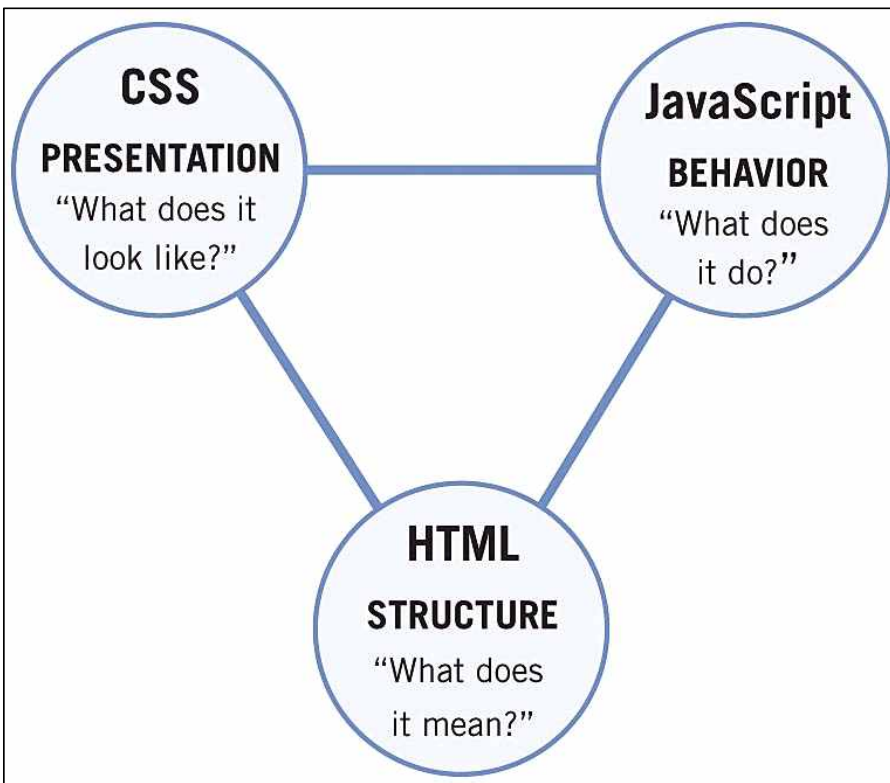 CSS
PRESENTATION
“What does it
look like?”
JavaScript
BEHAVIOR
“What does
it do?”
HTML
STRUCTURE
“What does
it mean?”